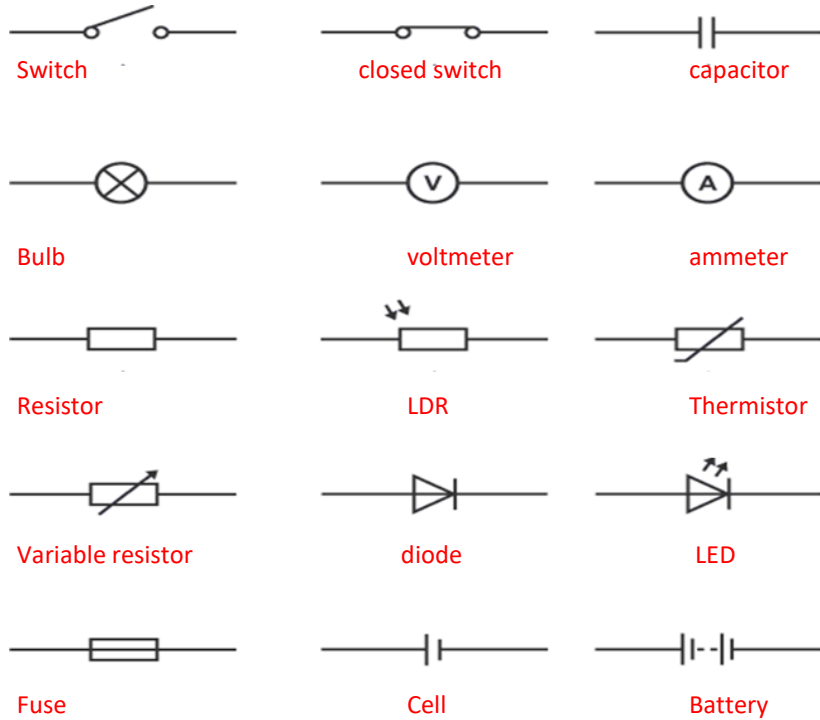 Switch closed switch capacitor
V A
Bulb voltmeter ammeter
Resistor LDR Thermistor
Variable resistor diode LED
Fuse Cell Battery